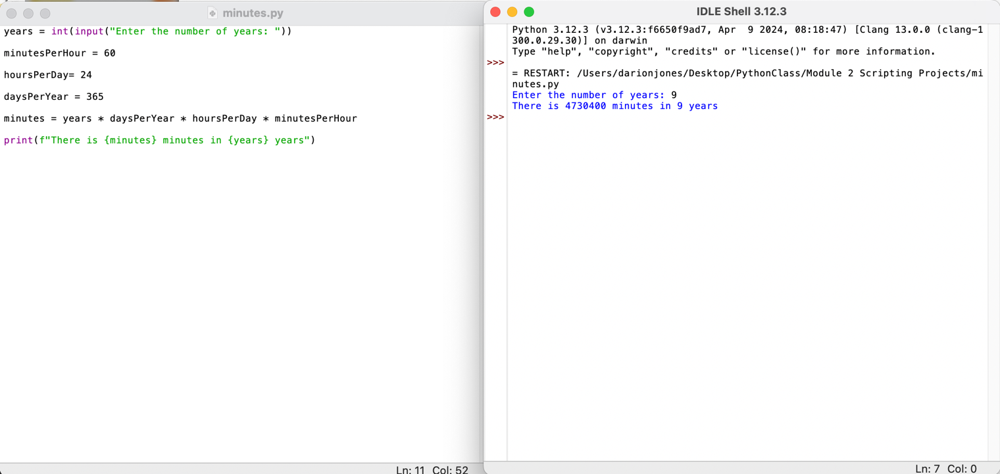 minutes.py
years = int(input("Enter the number of years: "))
minutesPerHour = 60
hoursPerDay= 24
daysPerYear = 365
minutes = years * daysPerYear * hoursPerDay * minutesPerHour
print(f"There is {minutes} minutes in {years} years")
Ln: 11 Col: 52
IDLE Shell 3.12.3
Python 3.12.3 (v3.12.3:f6650f9ad7, Apr  9 2024, 08:18:47) [Clang 13.0.0 (clang-1
300.0.29.30)] on darwin
Type "help", "copyright", "credits" or "license()" for more information.
>>>
= RESTART: /Users/darionjones/Desktop/PythonClass/Module 2 Scripting Projects/mi
nutes.py
Enter the number of years: 9
There is 4730400 minutes in 9 years
>>>
Ln: 7 Col: 0